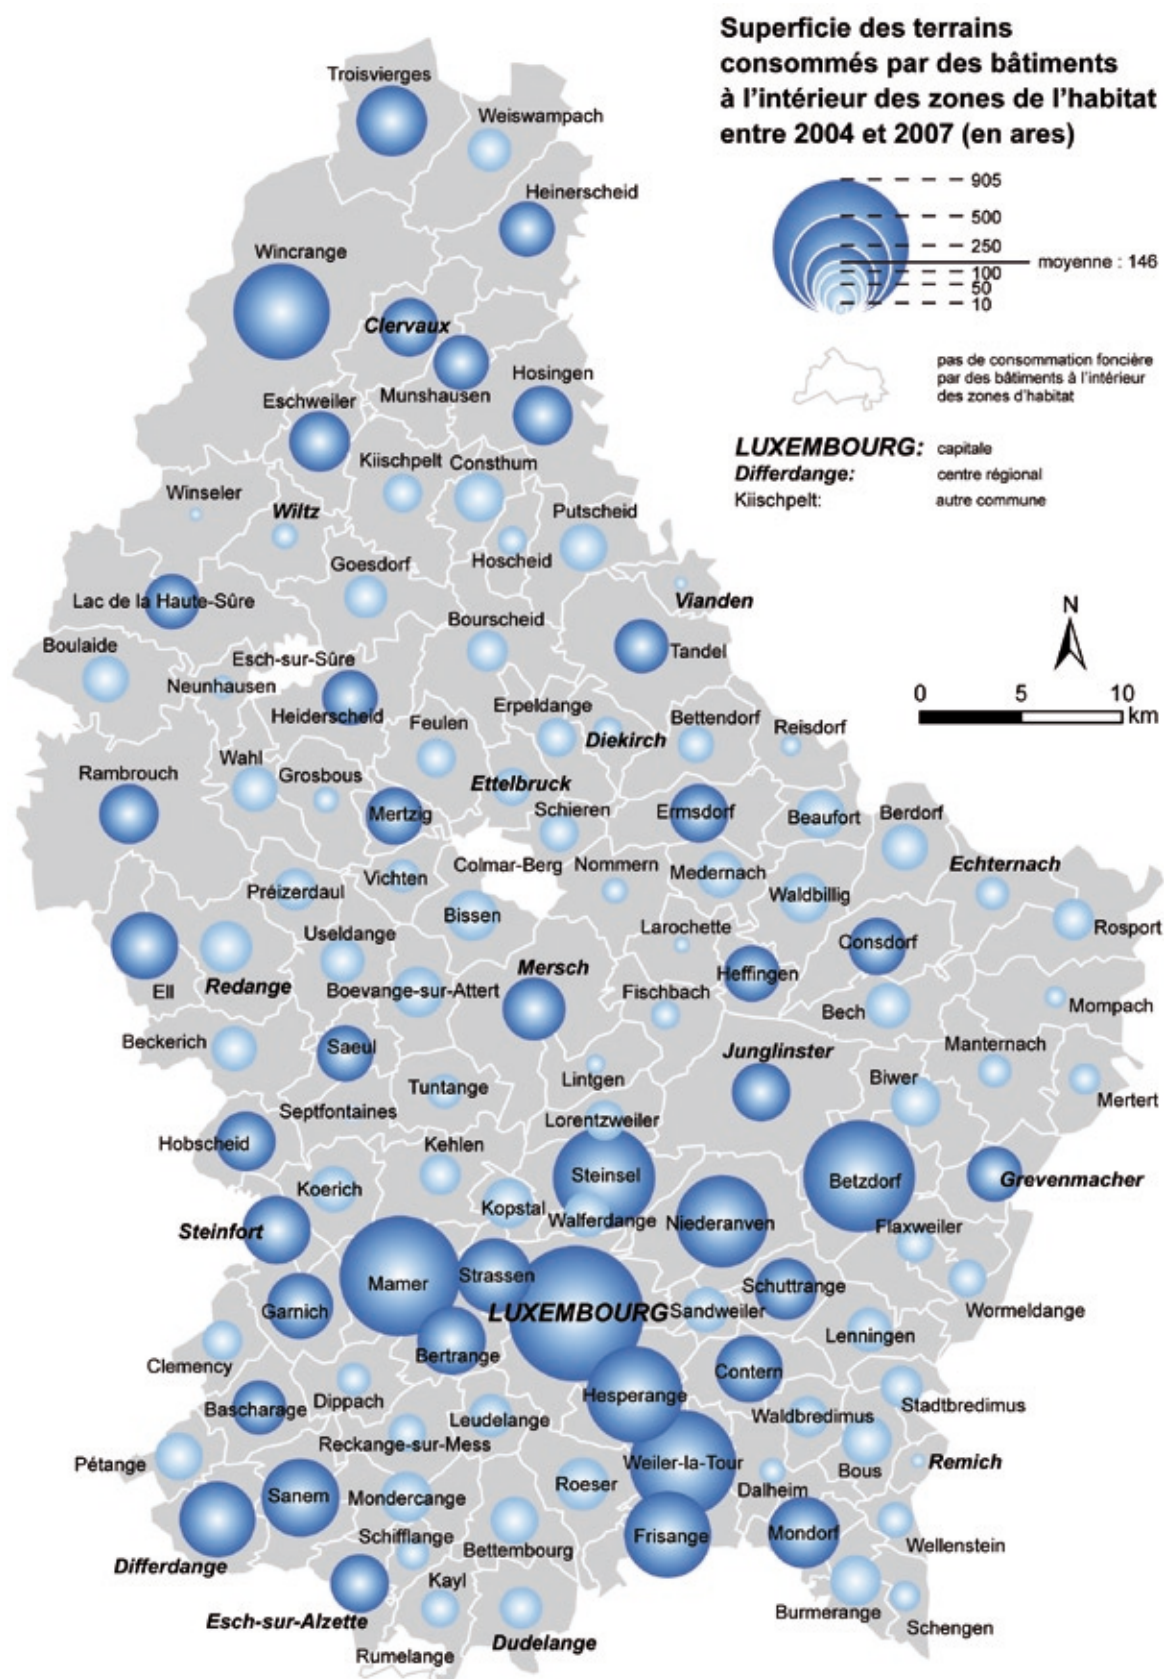 Superficie des terrains
consommés par des bâtiments
à l'intérieur des zones de l'habitat
entre 2004 et 2007 (en ares)
905
500
250
moyenne : 146
100
50
10
pas de consommation foncière
par des bâtiments à l'intérieur
des zones d'habitat
LUXEMBOURG: capitale
Differdange: centre régional
Kiischpelt: autre commune
N
0 5 10
km
Troisvierges
Weiswampach
Heinerscheid
Wincrange
Clervaux
Munshausen
Hosingen
Eschweiler
Kiischpelt
Consthum
Winseler
Wiltz
Putscheid
Hoscheid
Goesdorf
Lac de la Haute-Sûre
Vianden
Bourscheid
Tandel
Boulaide
Esch-sur-Sûre
Neunhausen
Heiderscheid
Erpeldange
Feulen
Diekirch
Bettendorf
Reisdorf
Wahl
Grosbous
Rambrouch
Ettelbruck
Mertzig
Schieren
Ermsdorf
Beaufort
Berdorf
Colmar-Berg
Nommern
Medernach
Echternach
Vichten
Préizerdaul
Waldbillig
Bissen
Rosport
Useldange
Larochette
Consdorf
Mersch
Heffingen
Ell
Redange
Boevange-sur-Attert
Fischbach
Bech
Mompach
Beckerich
Saeul
Junglinster
Manternach
Lintgen
Biwer
Tuntange
Mertert
Septfontaines
Lorentzweiler
Hobscheid
Kehlen
Steinsel
Betzdorf
Grevenmacher
Koerich
Kopstal
Walferdange
Niederanven
Flaxweiler
Steinfort
Mamer
Strassen
Schuttrange
LUXEMBOURG
Garnich
Sandweiler
Wormeldange
Lenningen
Bertrange
Clemency
Contern
Dippach
Hesperange
Bascharage
Stadtbredimus
Leudelange
Waldbredimus
Reckange-sur-Mess
Pétange
Weiler-la-Tour
Remich
Bous
Roeser
Dalheim
Sanem
Mondercange
Schifflange
Frisange
Mondorf
Bettembourg
Wellenstein
Differdange
Kayl
Burmerange
Schengen
Esch-sur-Alzette
Dudelange
Rumelange